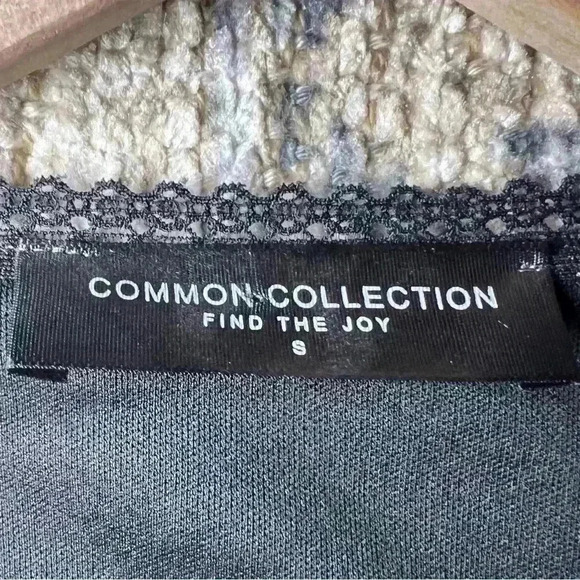 COMMON COLLECTION
FIND THE JOY
S